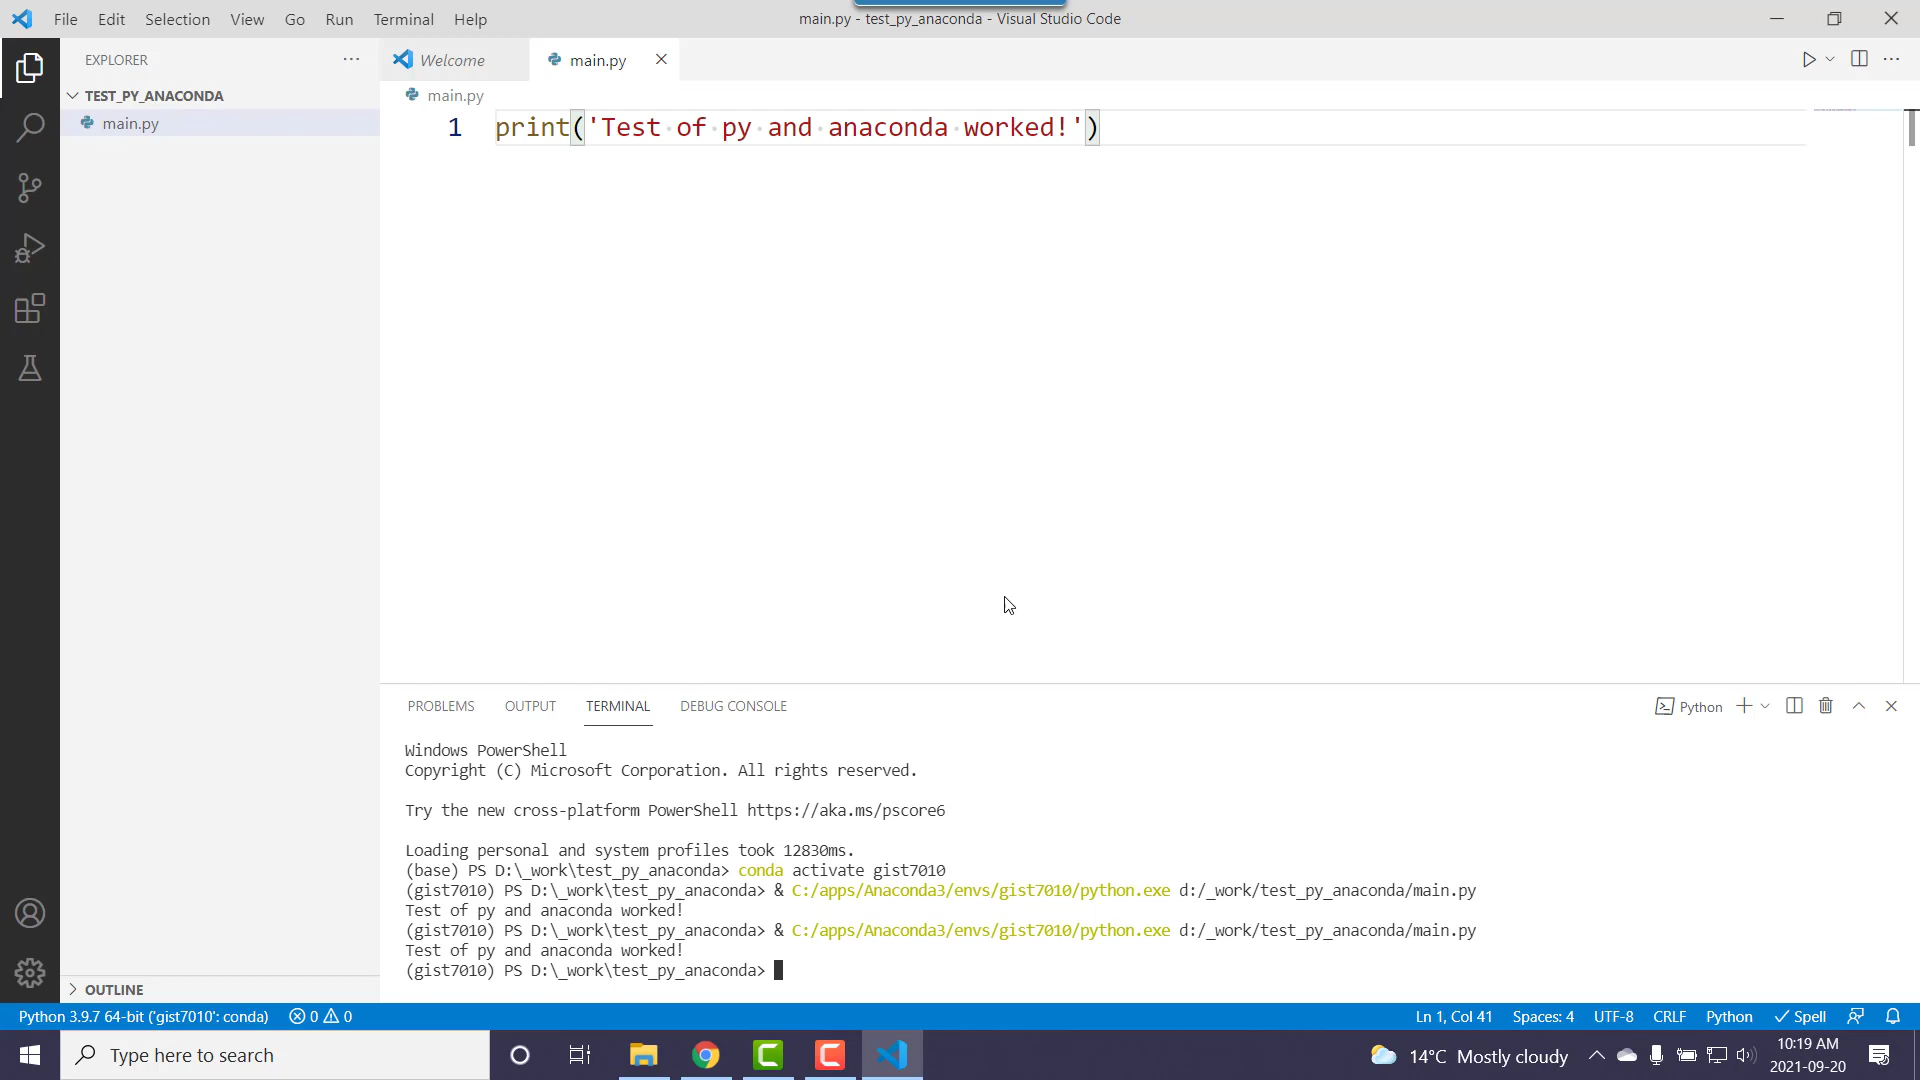 File Edit Selection View Go Run Terminal Help
main.py - test_py_anaconda - Visual Studio Code
EXPLORER
TEST_PY_ANACONDA
main.py
OUTLINE
Welcome
main.py
main.py
1 print('Test of py and anaconda worked!')
PROBLEMS OUTPUT TERMINAL DEBUG CONSOLE
Python
Windows PowerShell
Copyright (C) Microsoft Corporation. All rights reserved.
Try the new cross-platform PowerShell https://aka.ms/pscore6
Loading personal and system profiles took 12830ms.
(base) PS D:\_work\test_py_anaconda> conda activate gist7010
(gist7010) PS D:\_work\test_py_anaconda> & C:/apps/Anaconda3/envs/gist7010/python.exe d:/_work/test_py_anaconda/main.py
Test of py and anaconda worked!
(gist7010) PS D:\_work\test_py_anaconda> & C:/apps/Anaconda3/envs/gist7010/python.exe d:/_work/test_py_anaconda/main.py
Test of py and anaconda worked!
(gist7010) PS D:\_work\test_py_anaconda>
Python 3.9.7 64-bit ('gist7010': conda) 0 0 Ln 1, Col 41 Spaces: 4 UTF-8 CRLF Python Spell
Type here to search
14°C Mostly cloudy
10:19 AM
2021-09-20